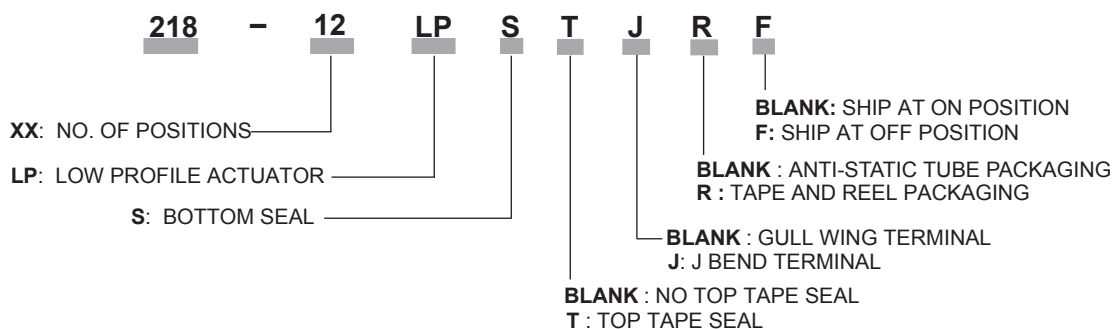 218 – 12 LP S T J R F
BLANK: SHIP AT ON POSITION
XX: NO. OF POSITIONS
F: SHIP AT OFF POSITION
BLANK : ANTI-STATIC TUBE PACKAGING
LP: LOW PROFILE ACTUATOR
R : TAPE AND REEL PACKAGING
S: BOTTOM SEAL
BLANK : GULL WING TERMINAL
J: J BEND TERMINAL
BLANK : NO TOP TAPE SEAL
T : TOP TAPE SEAL